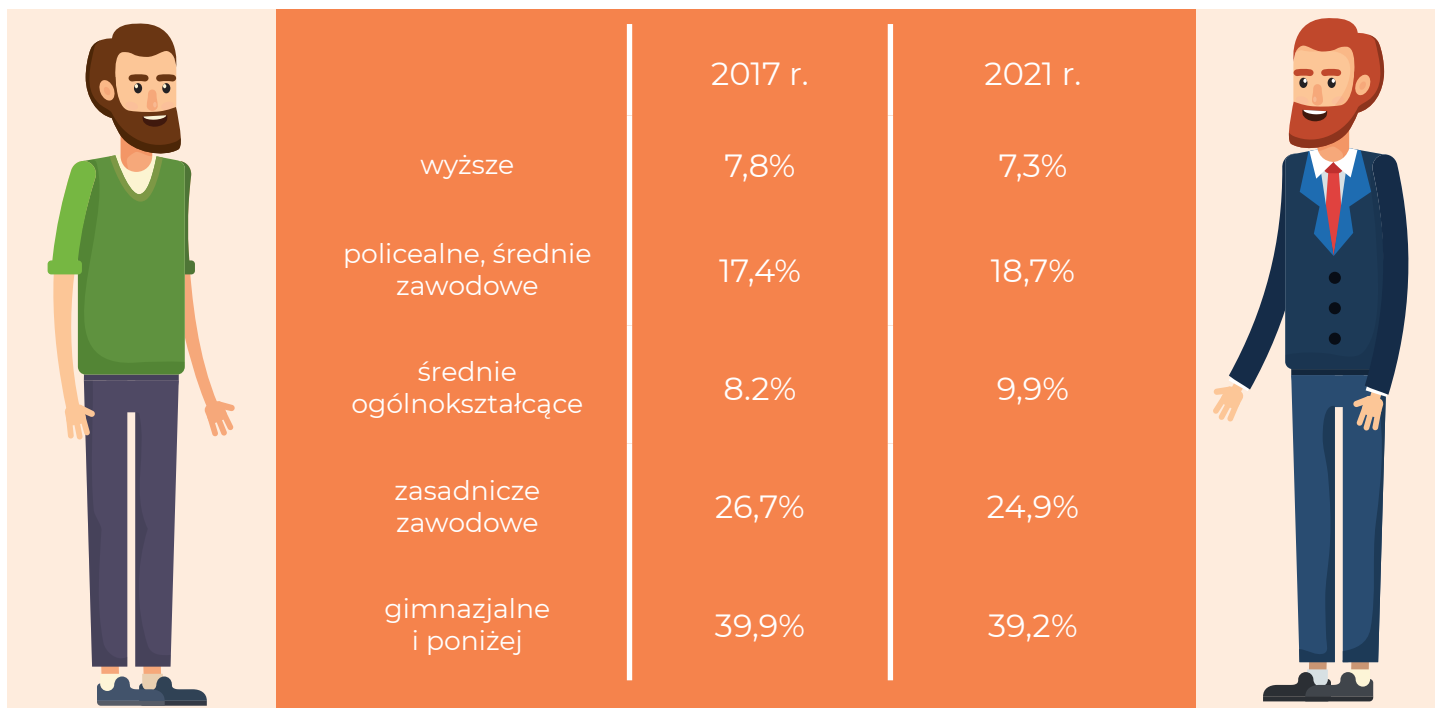 2017 r. 2021 r.
wyższe 7,8% 7,3%
policealne, średnie
zawodowe 17,4% 18,7%
średnie
ogólnokształcące 8.2% 9,9%
zasadnicze
zawodowe 26,7% 24,9%
gimnazjalne
i poniżej 39,9% 39,2%